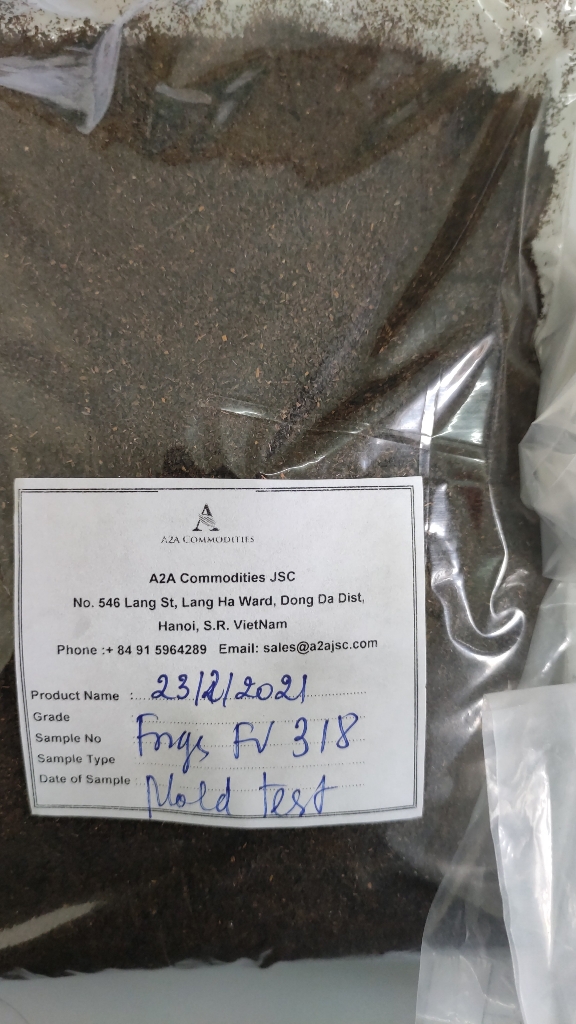 A2A COMMODITIES
A2A Commodities JSC
No. 546 Lang St, Lang Ha Ward, Dong Da Dist,
Hanoi, S.R. VietNam
Phone :+ 84 91 5964289 Email: sales@a2ajsc.com
Product Name : 23/2/2021
Grade
Sample No FV 318
Sample Type
Date of Sample : Mold test